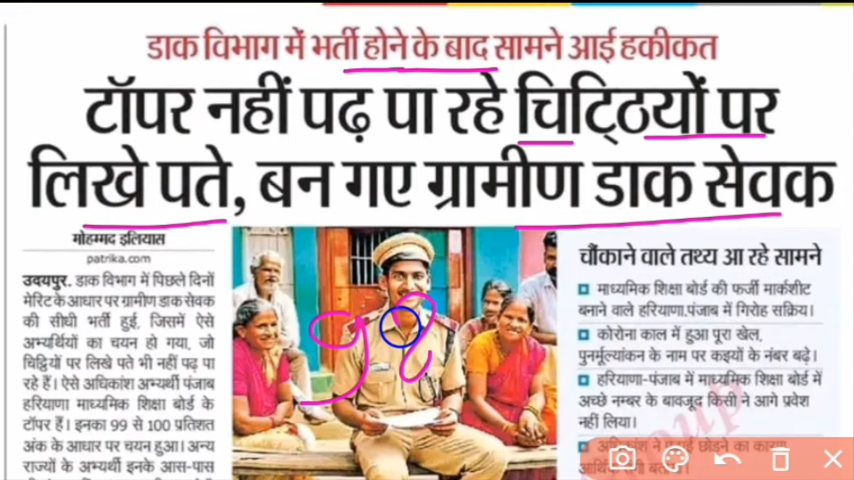 डाक विभाग में भर्ती होने के बाद सामने आई हकीकत
टॉपर नहीं पढ़ पा रहे चिट्ठियों पर
लिखे पते, बन गए ग्रामीण डाक सेवक
मोहम्मद इलियास
patrika.com
उदयपुर. डाक विभाग में पिछले दिनों
मेरिट के आधार पर ग्रामीण डाक सेवक
की सीधी भर्ती हुई, जिसमें ऐसे
अभ्यर्थियों का चयन हो गया, जो
चिट्ठियों पर लिखे पते भी नहीं पढ़ पा
रहे हैं। ऐसे अधिकांश अभ्यर्थी पंजाब
हरियाणा माध्यमिक शिक्षा बोर्ड के
टॉपर हैं। इनका 99 से 100 प्रतिशत
अंक के आधार पर चयन हुआ। अन्य
राज्यों के अभ्यर्थी इनके आस-पास
98
चौंकाने वाले तथ्य आ रहे सामने
माध्यमिक शिक्षा बोर्ड की फर्जी मार्कशीट
बनाने वाले हरियाणा.पंजाब में गिरोह सक्रिय।
कोरोना काल में हुआ पूरा खेल,
पुनर्मूल्यांकन के नाम पर कइयों के नंबर बढ़े।
हरियाणा-पंजाब में माध्यमिक शिक्षा बोर्ड में
अच्छे नम्बर के बावजूद किसी ने आगे प्रवेश
नहीं लिया।
छोड़ने का कारण